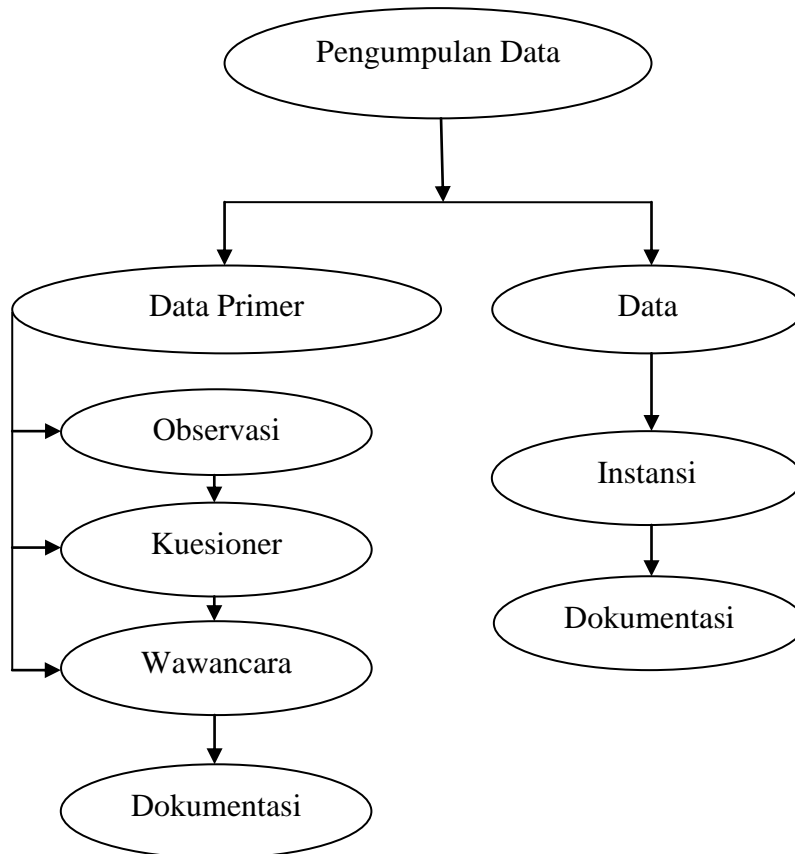 Pengumpulan Data
Data Primer
Data
Observasi
Instansi
Kuesioner
Dokumentasi
Wawancara
Dokumentasi